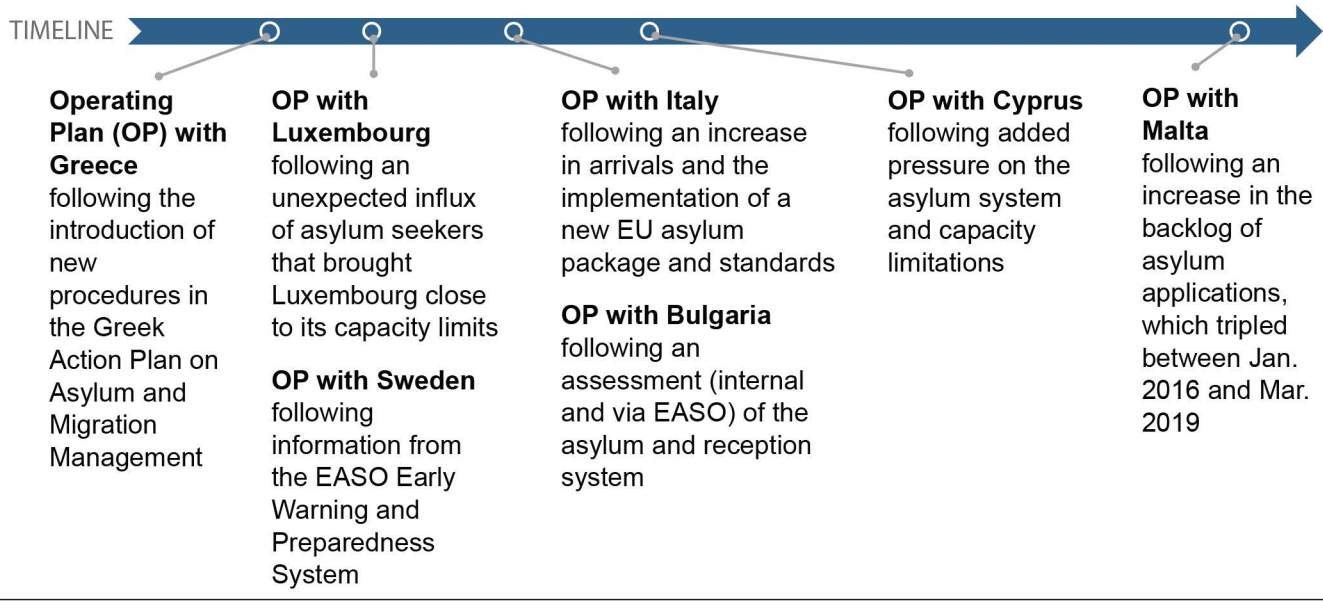 TIMELINE
Operating
Plan (OP) with
Greece
following the
introduction of
new
procedures in
the Greek
Action Plan on
Asylum and
Migration
Management
OP with
Luxembourg
following an
unexpected influx
of asylum seekers
that brought
Luxembourg close
to its capacity limits
OP with Sweden
following
information from
the EASO Early
Warning and
Preparedness
System
OP with Italy
following an increase
in arrivals and the
implementation of a
new EU asylum
package and standards
OP with Bulgaria
following an
assessment (internal
and via EASO) of the
asylum and reception
system
OP with Cyprus
following added
pressure on the
asylum system
and capacity
limitations
OP with
Malta
following an
increase in the
backlog of
asylum
applications,
which tripled
between Jan.
2016 and Mar.
2019